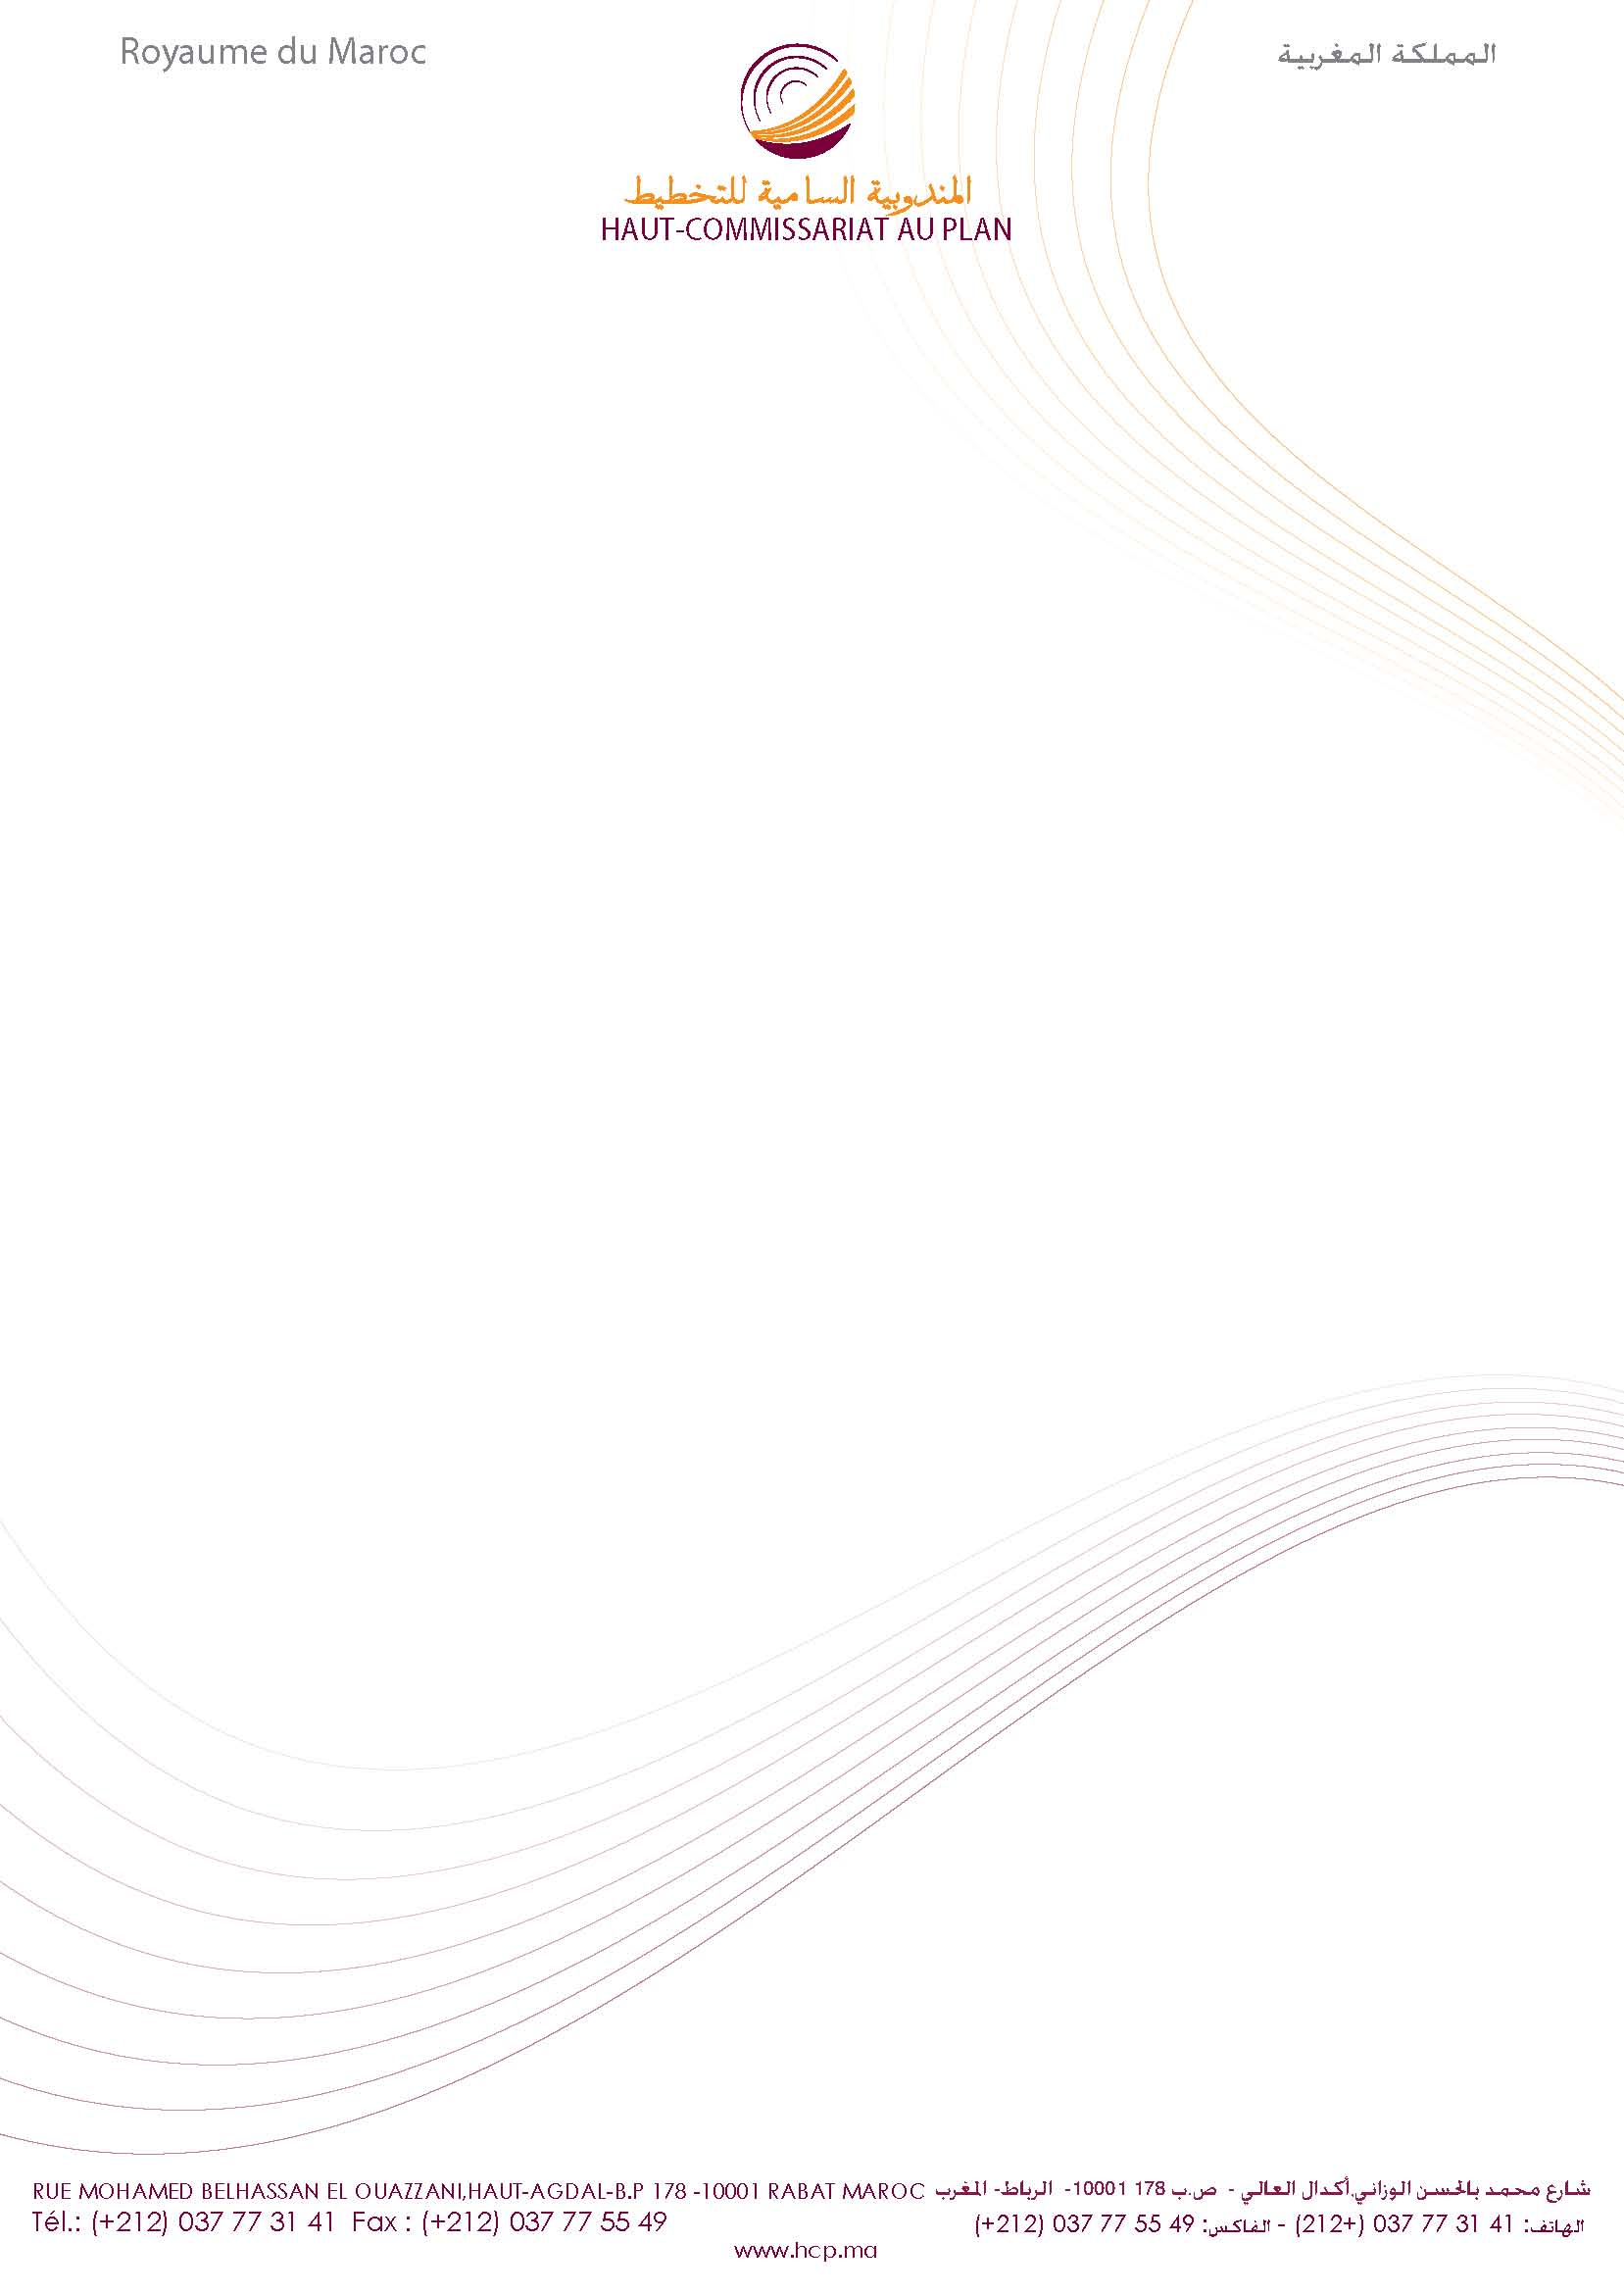 Royaume du Maroc
المملكة المغربية
المندوبية السامية للتخطيط
HAUT-COMMISSARIAT AU PLAN
RUE MOHAMED BELHASSAN EL OUAZZANI,HAUT-AGDAL-B.P 178 -10001 RABAT MAROC
شارع محمد بالحسن الوزاني,أكدال العالي - ص.ب 178 10001- الرباط- المغرب
Tél.: (+212) 037 77 31 41 Fax : (+212) 037 77 55 49
الهاتف: 41 31 77 037 (+212) - الفاكس: 49 55 77 037 (+212)
www.hcp.ma